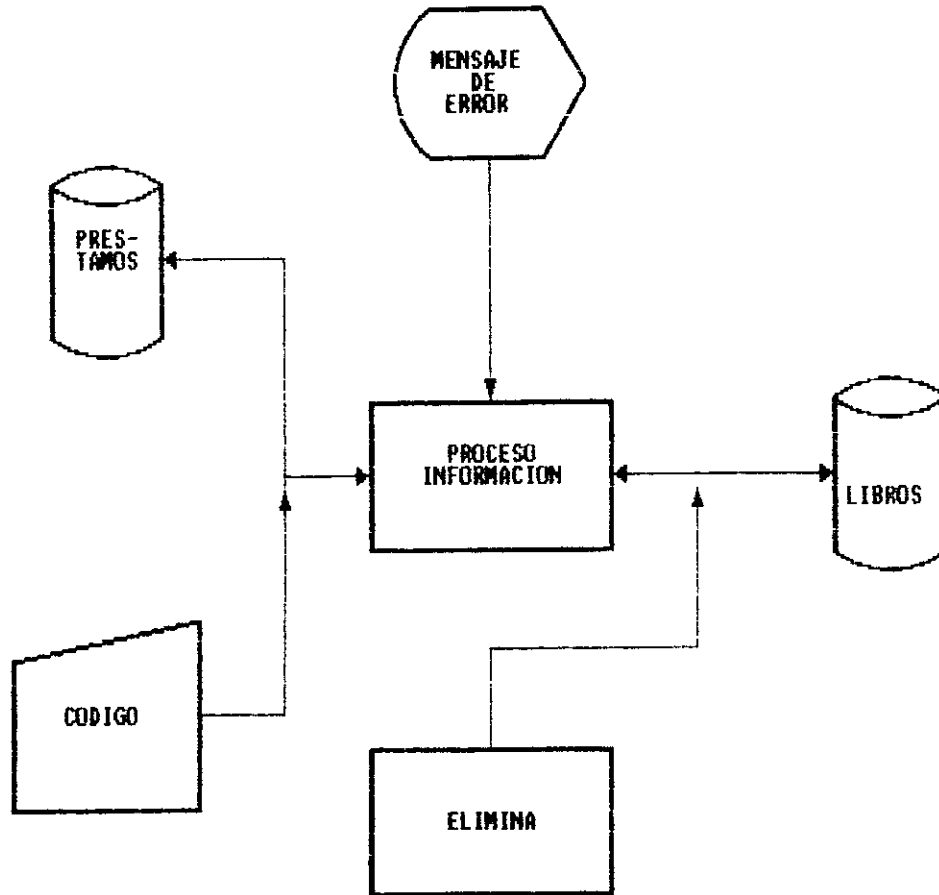 MENSAJE
DE
ERROR
PRES-
TAMOS
PROCESO
INFORMACION
LIBROS
CODIGO
ELIMINA